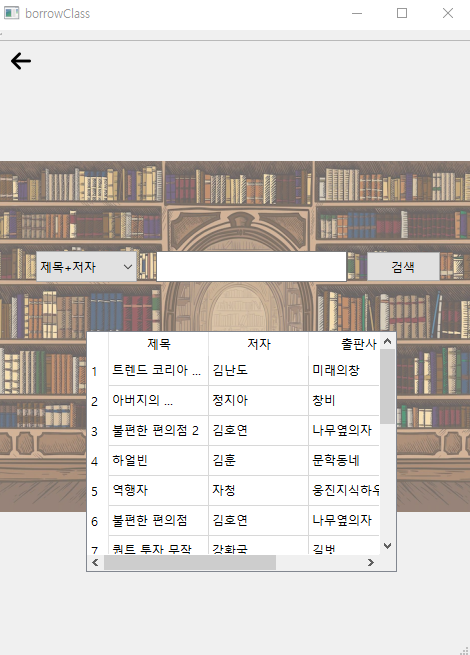 borrowClass
제목+저자 검색
제목 저자 출판사
1 트렌드 코리아 ... 김난도 미래의창
2 아버지의 ... 정지아 창비
3 불편한 편의점 2 김호연 나무옆의자
4 하얼빈 김훈 문학동네
5 역행자 자청 웅진지식하우
6 불편한 편의점 김호연 나무옆의자
7 퀀트 투자 무작 강환국 길벗